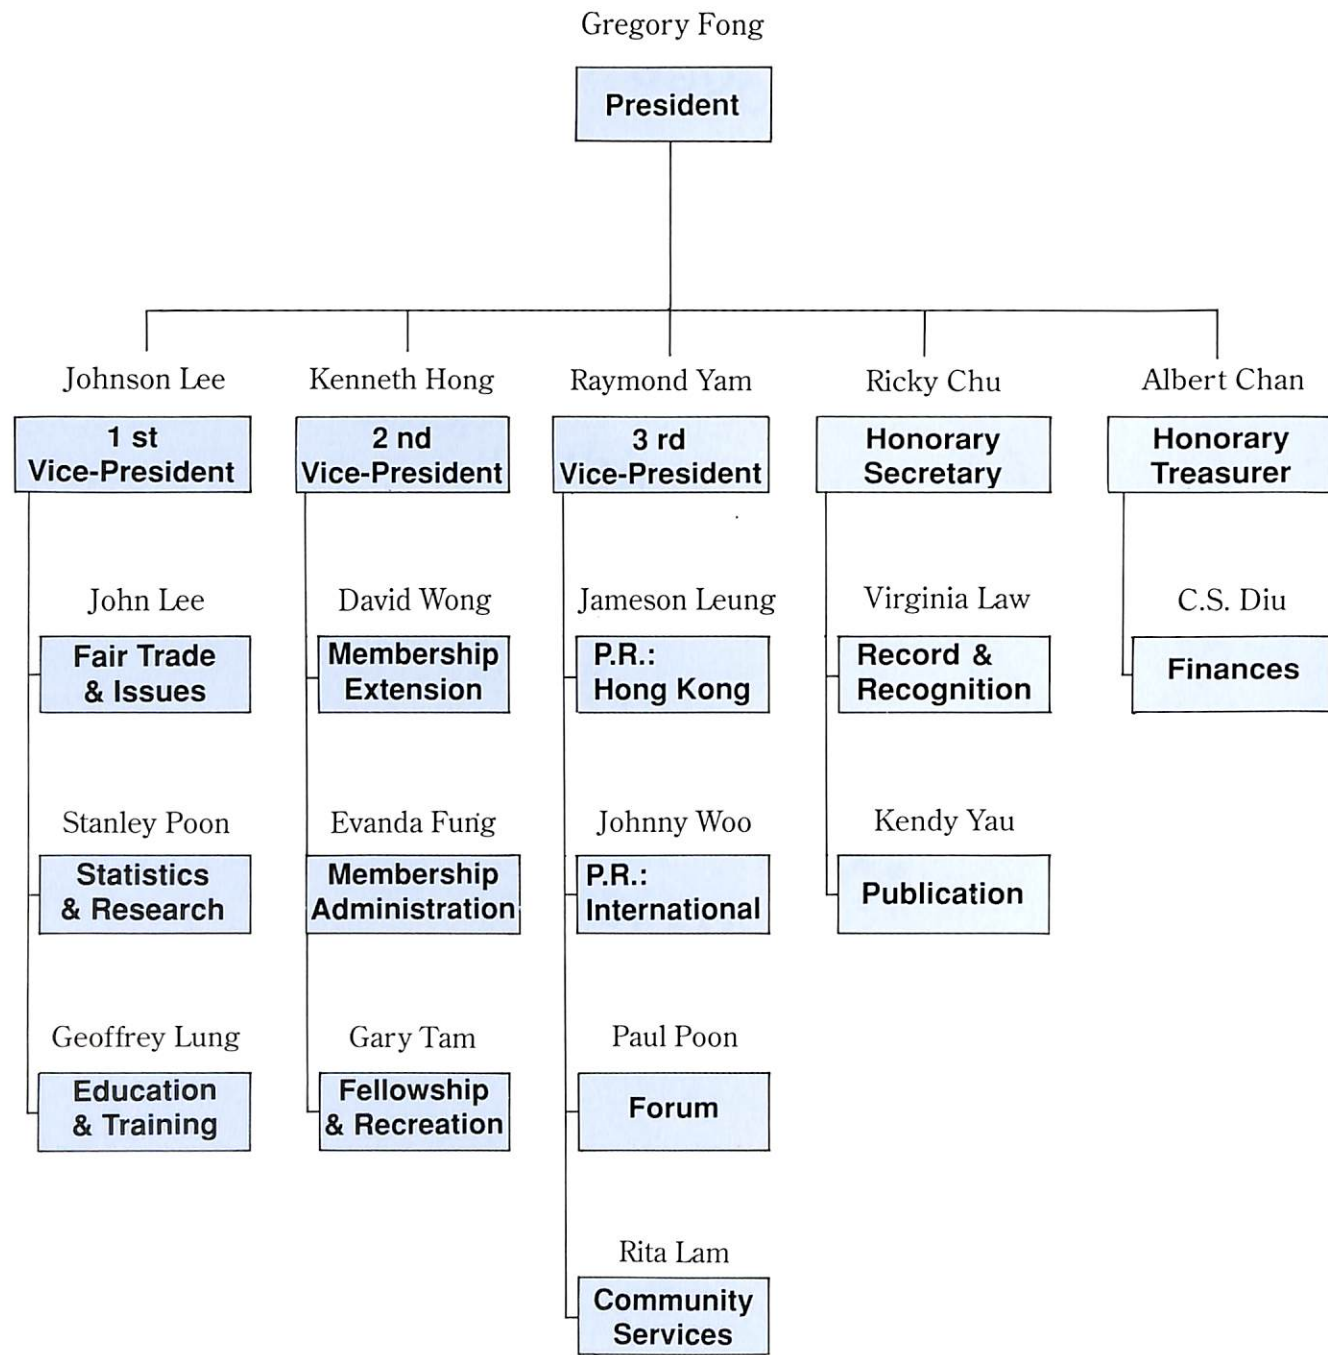 Gregory Fong
President
Johnson Lee
1 st
Vice-President
John Lee
Fair Trade
& Issues
Stanley Poon
Statistics
& Research
Geoffrey Lung
Education
& Training
Kenneth Hong
2 nd
Vice-President
David Wong
Membership
Extension
Evanda Fung
Membership
Administration
Gary Tam
Fellowship
& Recreation
Raymond Yam
3 rd
Vice-President
Jameson Leung
P.R.:
Hong Kong
Johnny Woo
P.R.:
International
Paul Poon
Forum
Rita Lam
Community
Services
Ricky Chu
Honorary
Secretary
Virginia Law
Record &
Recognition
Kendy Yau
Publication
Albert Chan
Honorary
Treasurer
C.S. Diu
Finances